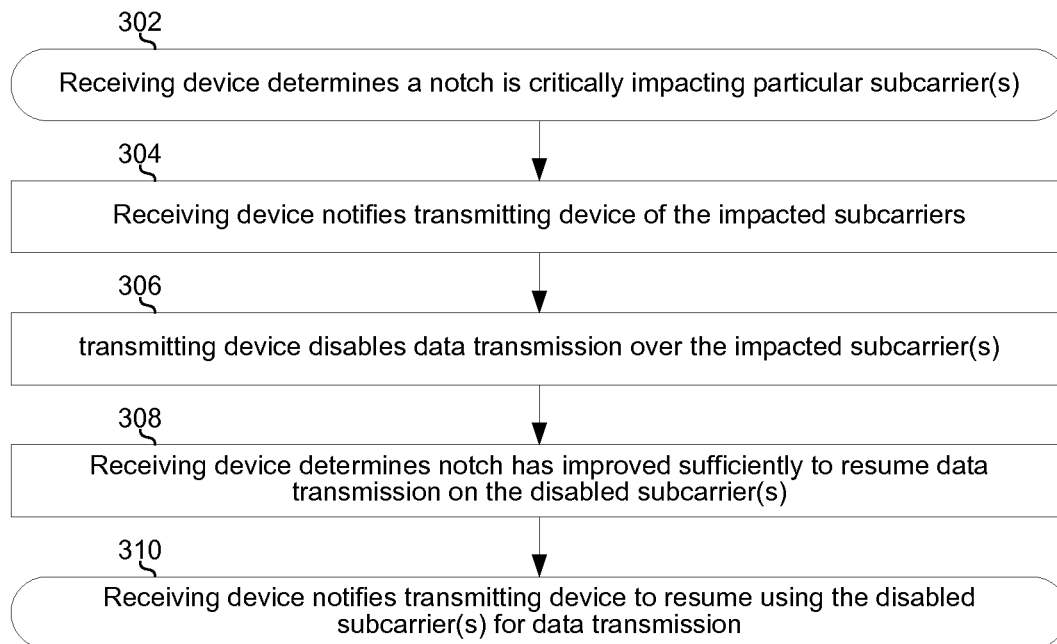 302
Receiving device determines a notch is critically impacting particular subcarrier(s)
304
Receiving device notifies transmitting device of the impacted subcarriers
306
transmitting device disables data transmission over the impacted subcarrier(s)
308
Receiving device determines notch has improved sufficiently to resume data
transmission on the disabled subcarrier(s)
310
Receiving device notifies transmitting device to resume using the disabled
subcarrier(s) for data transmission